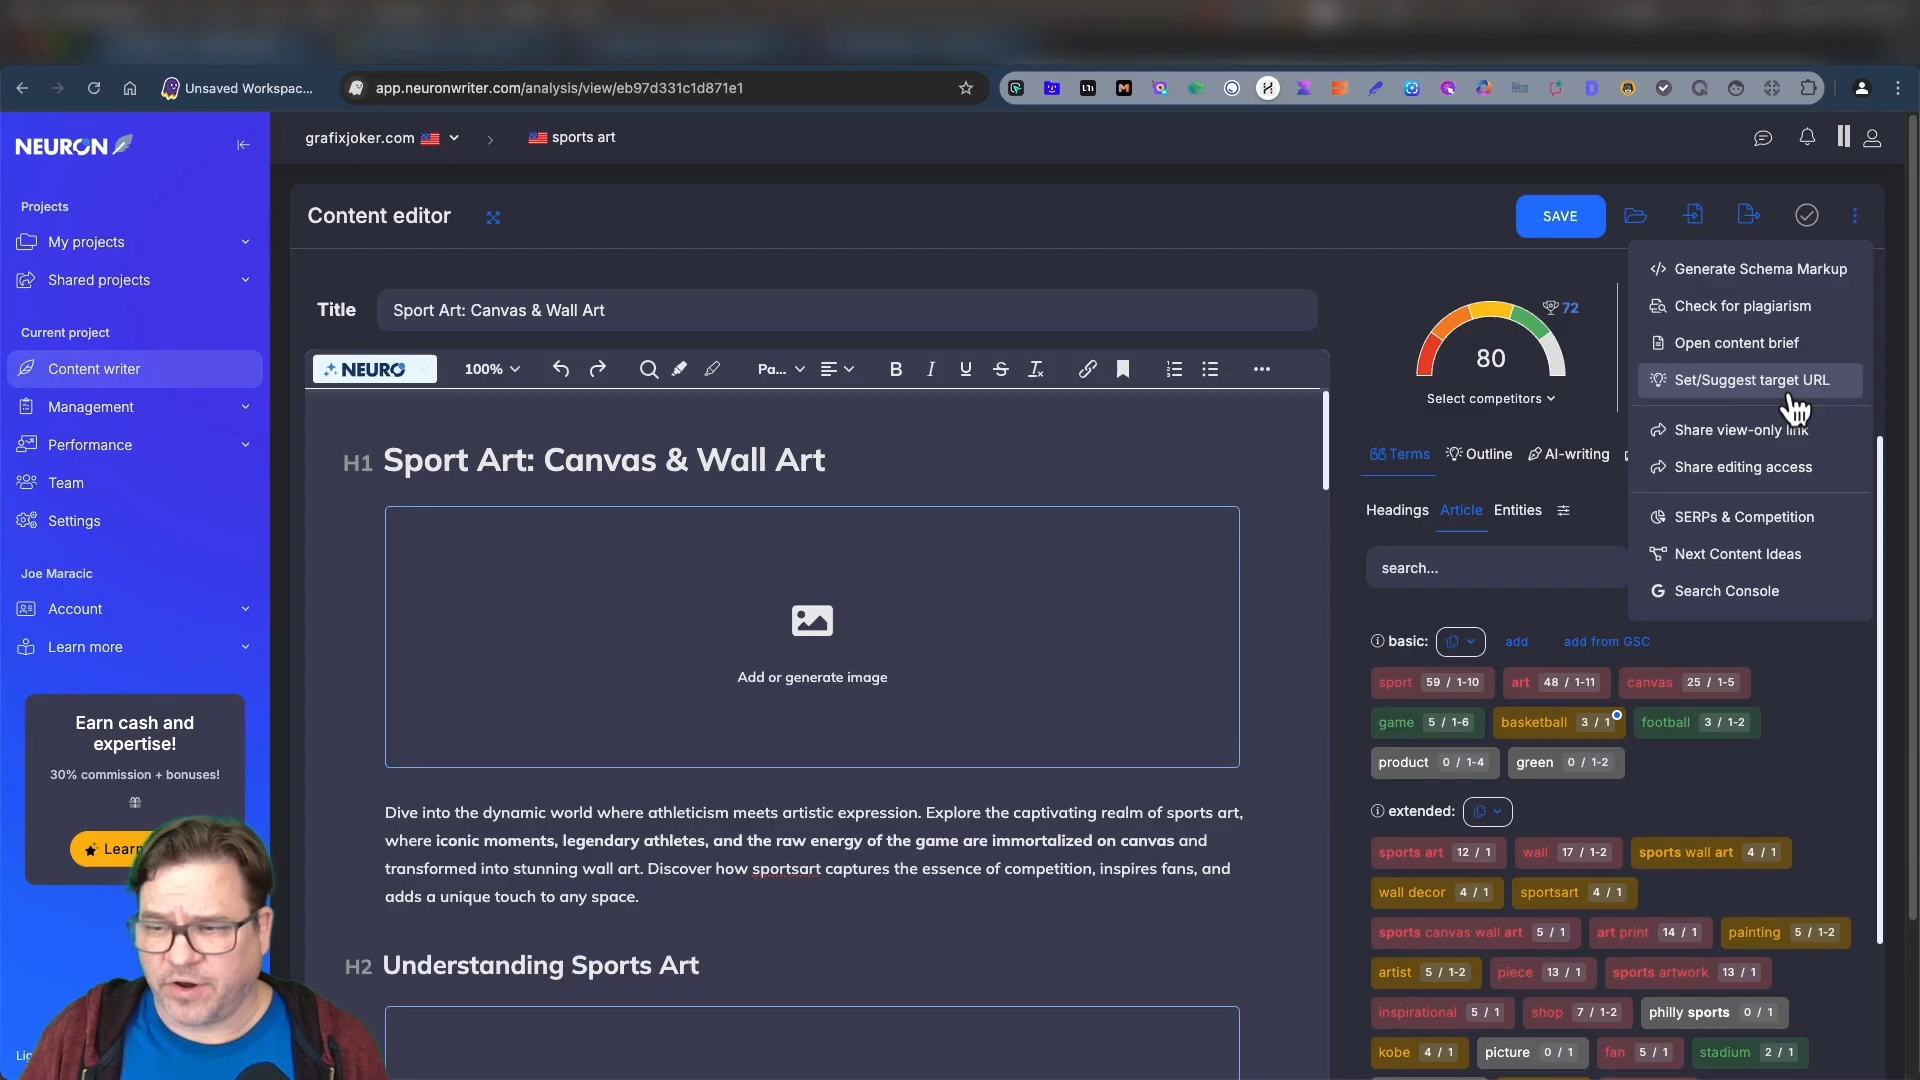 Unsaved Workspac...
app.neuronwriter.com/analysis/view/eb97d331c1d871e1
NEURON
grafixjoker.com
sports art
Projects
My projects
Shared projects
Current project
Content writer
Management
Performance
Team
Settings
Joe Maracic
Account
Learn more
Earn cash and
expertise!
30% commission + bonuses!
Learn
Content editor
SAVE
Title
Sport Art: Canvas & Wall Art
NEURO
100%
Pa...
B I U S
H1 Sport Art: Canvas & Wall Art
Add or generate image
Dive into the dynamic world where athleticism meets artistic expression. Explore the captivating realm of sports art,
where iconic moments, legendary athletes, and the raw energy of the game are immortalized on canvas and
transformed into stunning wall art. Discover how sportsart captures the essence of competition, inspires fans, and
adds a unique touch to any space.
H2 Understanding Sports Art
72
80
Select competitors
Generate Schema Markup
Check for plagiarism
Open content brief
Set/Suggest target URL
Share view-only link
Share editing access
SERPs & Competition
Next Content Ideas
Search Console
Terms Outline AI-writing
Headings Article Entities
search...
basic: add add from GSC
sport 59 / 1-10 art 48 / 1-11 canvas 25 / 1-5
game 5 / 1-6 basketball 3 / 1 football 3 / 1-2
product 0 / 1-4 green 0 / 1-2
extended:
sports art 12 / 1 wall 17 / 1-2 sports wall art 4 / 1
wall decor 4 / 1 sportsart 4 / 1
sports canvas wall art 5 / 1 art print 14 / 1 painting 5 / 1-2
artist 5 / 1-2 piece 13 / 1 sports artwork 13 / 1
inspirational 5 / 1 shop 7 / 1-2 philly sports 0 / 1
kobe 4 / 1 picture 0 / 1 fan 5 / 1 stadium 2 / 1